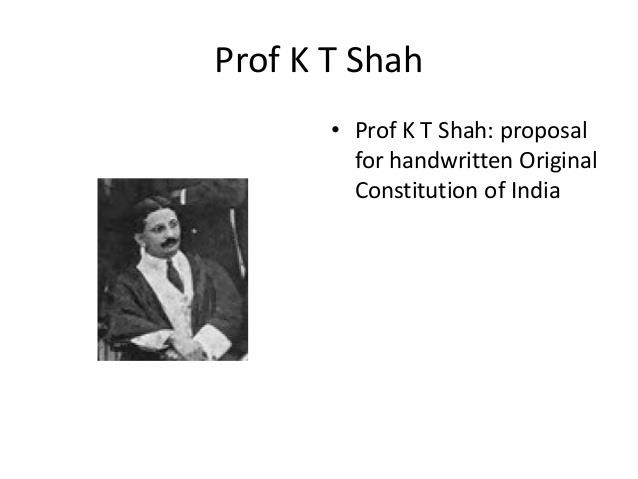 Prof K T Shah
• Prof K T Shah: proposal
for handwritten Original
Constitution of India